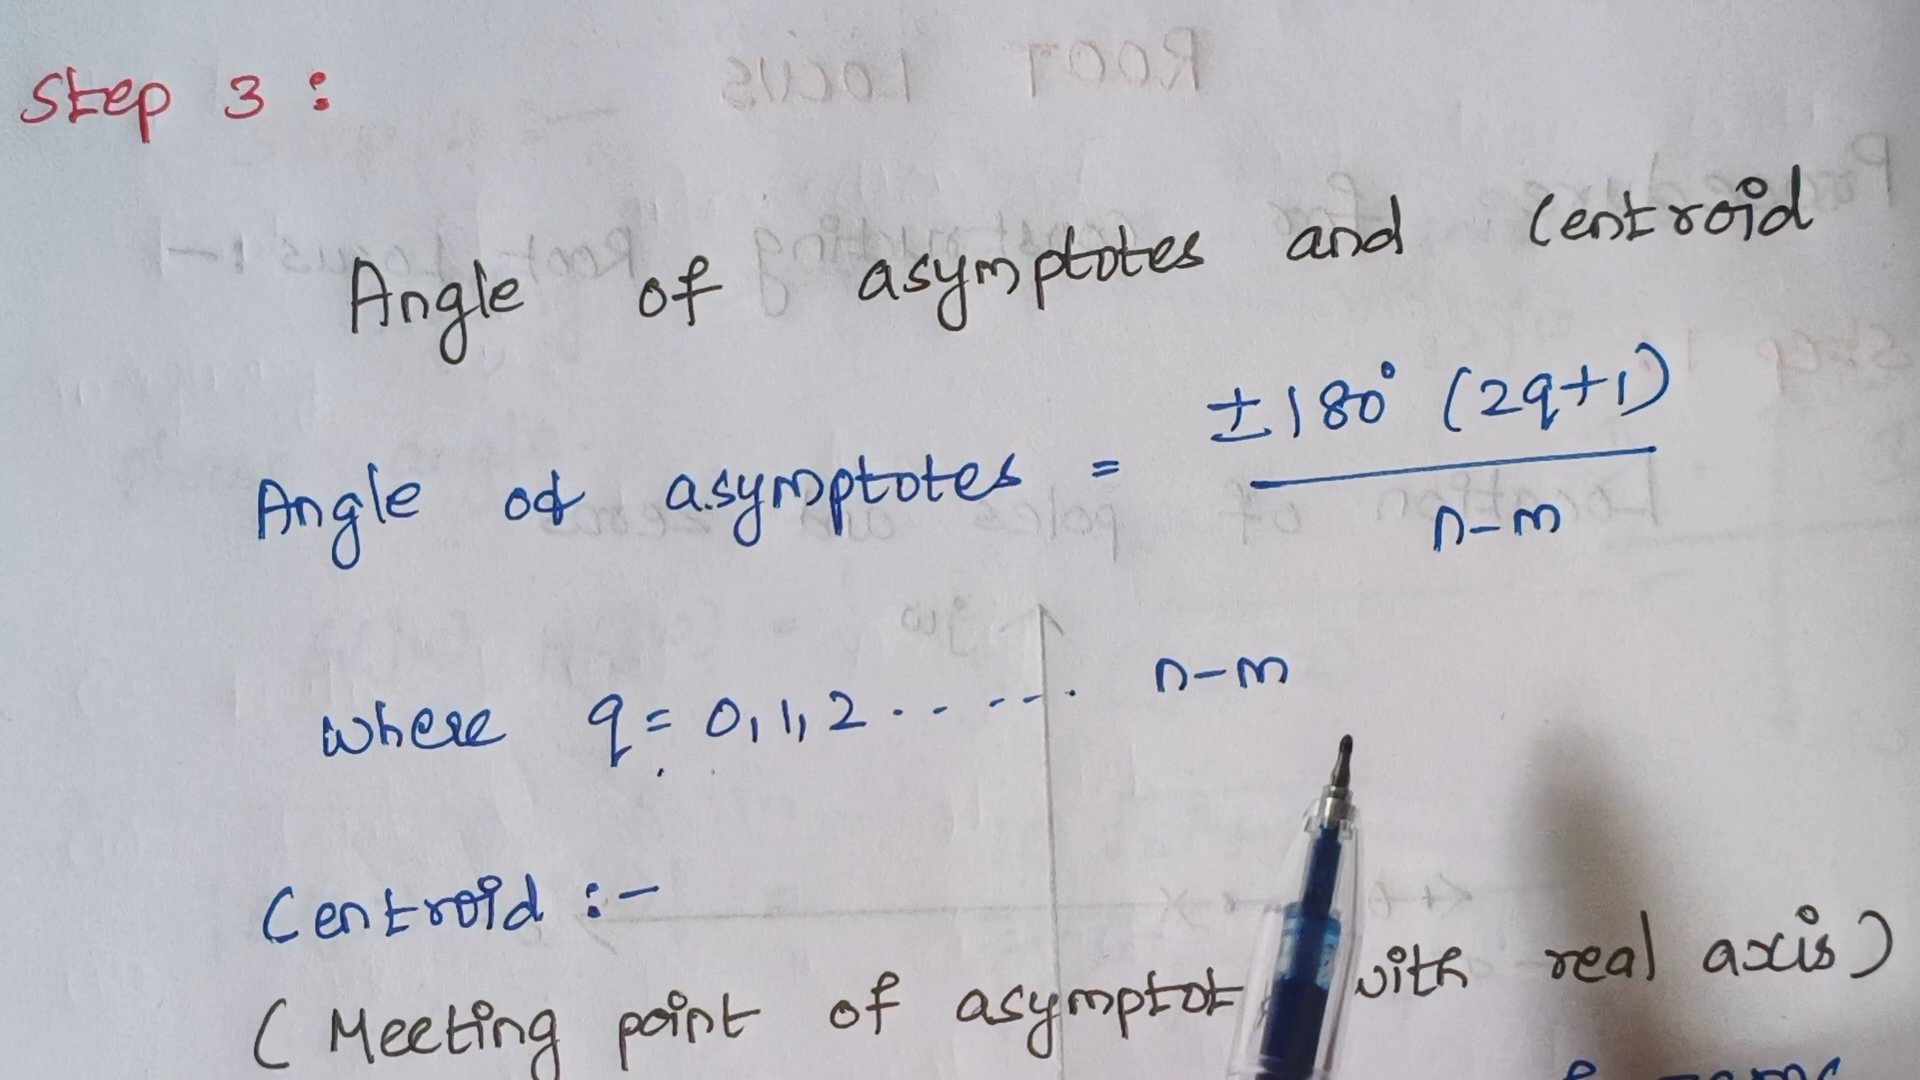 Step 3 :
Angle of asymptotes and Centroid
Angle of asymptotes = ±180° (2q+1) / n-m
where q = 0, 1, 2 ........ n-m
Centroid :-
( Meeting point of with real axis )